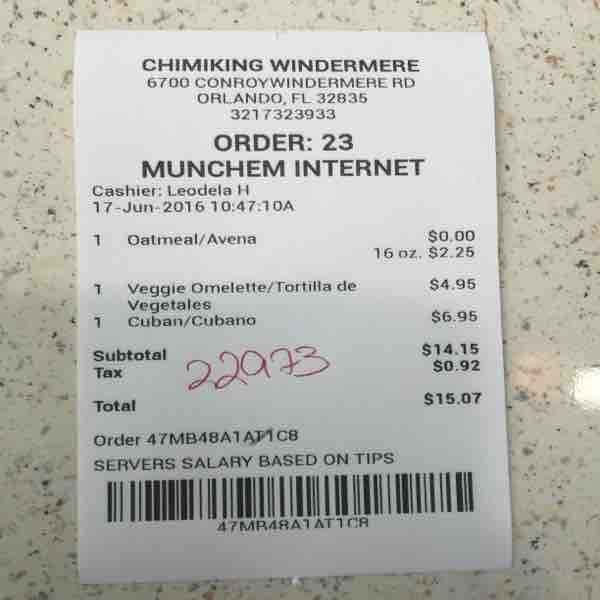 CHIMIKING WINDERMERE
6700 CONROYWINDERMERE RD
ORLANDO, FL 32835
3217323933
ORDER: 23
MUNCHEM INTERNET
Cashier: Leodela H
17-Jun-2016 10:47:10A
1 Oatmeal/Avena $0.00
16 oz. $2.25
1 Veggie Omelette/Tortilla de $4.95
Vegetales
1 Cuban/Cubano $6.95
Subtotal $14.15
Tax $0.92
22973
Total $15.07
Order 47MB48A1AT1C8
SERVERS SALARY BASED ON TIPS
47MB48A1AT1C8